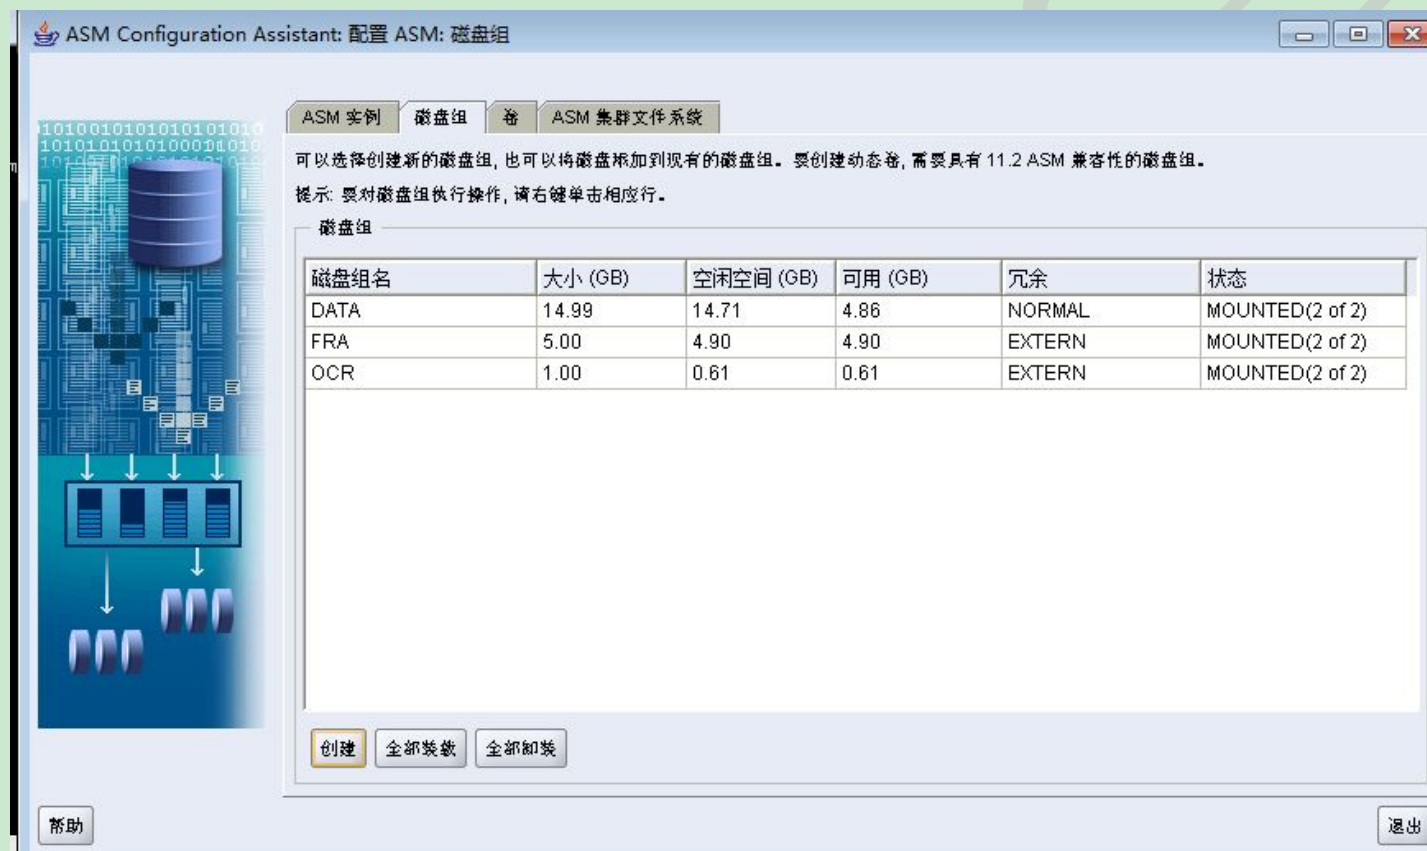 ASM Configuration Assistant: 配置 ASM: 磁盘组
ASM 实例 磁盘组 卷 ASM 集群文件系统
可以选择创建新的磁盘组, 也可以将磁盘添加到现有的磁盘组。要创建动态卷, 需要具有 11.2 ASM 兼容性的磁盘组。
提示: 要对磁盘组执行操作, 请右键单击相应行。
磁盘组
磁盘组名 大小 (GB) 空闲空间 (GB) 可用 (GB) 冗余 状态
DATA 14.99 14.71 4.86 NORMAL MOUNTED(2 of 2)
FRA 5.00 4.90 4.90 EXTERN MOUNTED(2 of 2)
OCR 1.00 0.61 0.61 EXTERN MOUNTED(2 of 2)
创建 全部装载 全部卸装
帮助 退出